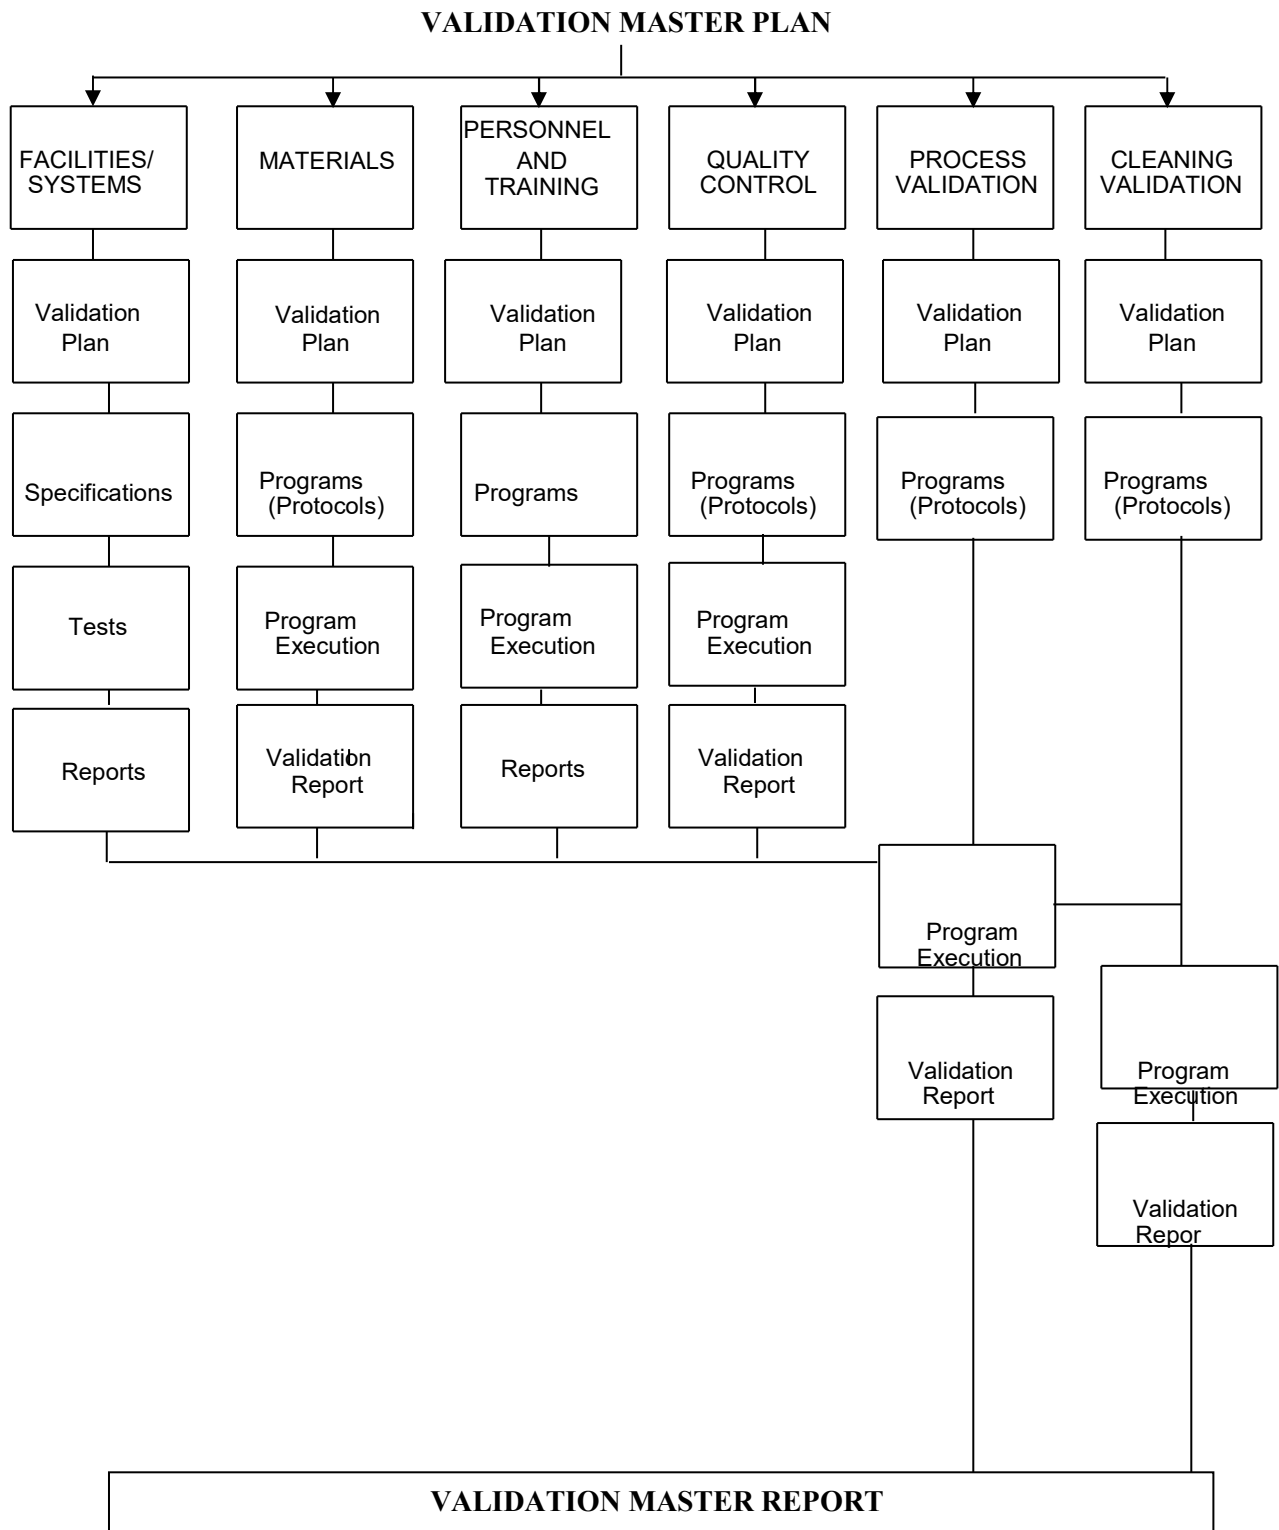 VALIDATION MASTER PLAN
FACILITIES/
SYSTEMS
MATERIALS
PERSONNEL
AND
TRAINING
QUALITY
CONTROL
PROCESS
VALIDATION
CLEANING
VALIDATION
Validation
Plan
Validation
Plan
Validation
Plan
Validation
Plan
Validation
Plan
Validation
Plan
Specifications
Programs
(Protocols)
Programs
Programs
(Protocols)
Programs
(Protocols)
Programs
(Protocols)
Tests
Program
Execution
Program
Execution
Program
Execution
Reports
Validation
Report
Reports
Validation
Report
Program
Execution
Validation
Report
Program
Execution
Validation
Repor
VALIDATION MASTER REPORT